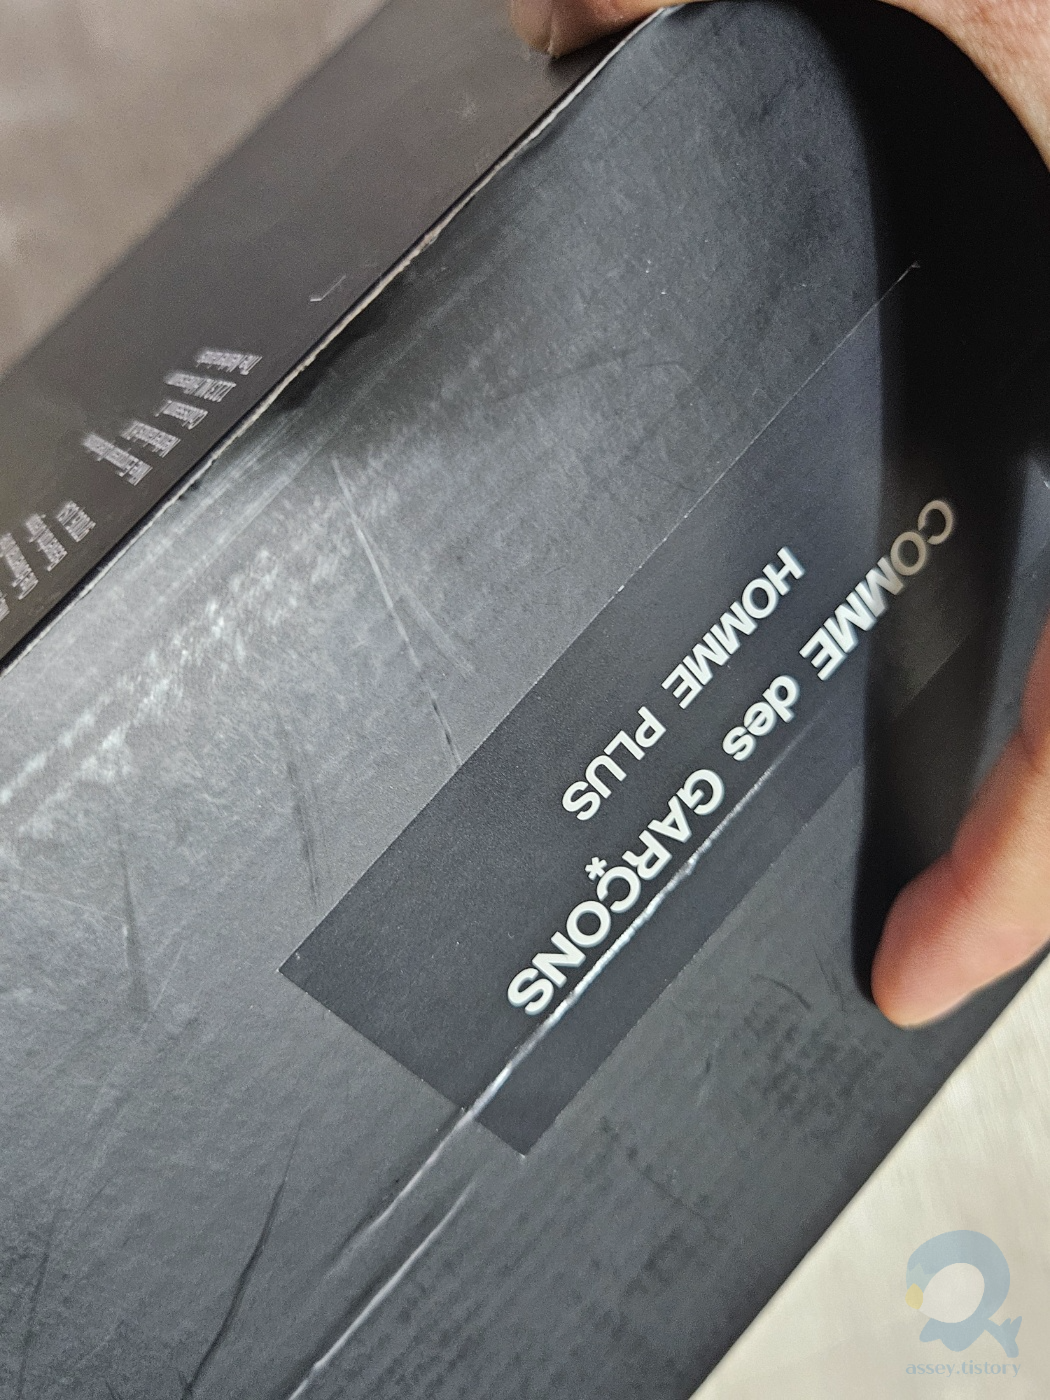 COMME des GARÇONS
HOMME PLUS
assey.tistory